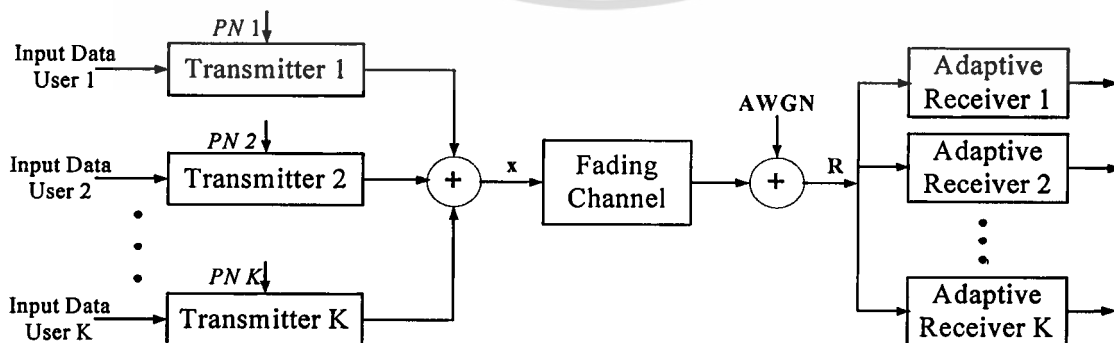 PN 1
Input Data
User 1
Transmitter 1
PN 2
Input Data
User 2
Transmitter 2
PN K
Input Data
User K
Transmitter K
+
x
Fading
Channel
AWGN
+
R
Adaptive
Receiver 1
Adaptive
Receiver 2
Adaptive
Receiver K